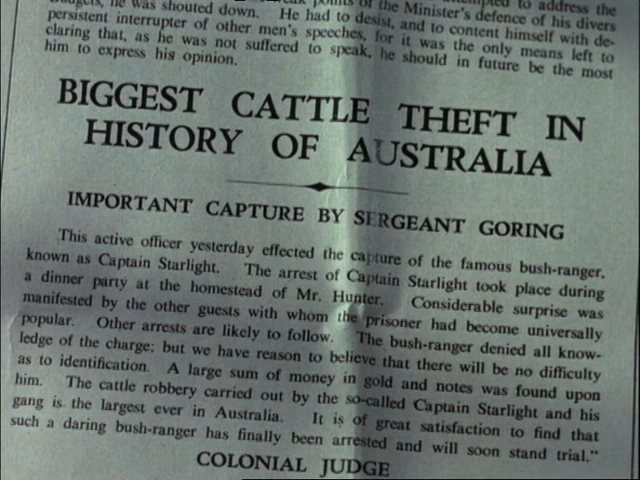 points of the Minister's defence of his divers
he was shouted down. He had to desist, and to content himself with de-
persistent interrupter of other men's speeches, for it was the only means left to
claring that, as he was not suffered to speak, he should in future be the most
him to express his opinion.
BIGGEST CATTLE THEFT IN
HISTORY OF AUSTRALIA
IMPORTANT CAPTURE BY SERGEANT GORING
This active officer yesterday effected the capture of the famous bush-ranger,
known as Captain Starlight. The arrest of Captain Starlight took place during
a dinner party at the homestead of Mr. Hunter. Considerable surprise was
manifested by the other guests with whom the prisoner had become universally
popular. Other arrests are likely to follow. The bush-ranger denied all know-
ledge of the charge; but we have reason to believe that there will be no difficulty
as to identification. A large sum of money in gold and notes was found upon
him. The cattle robbery carried out by the so-called Captain Starlight and his
gang is the largest ever in Australia. It is of great satisfaction to find that
such a daring bush-ranger has finally been arrested and will soon stand trial."
COLONIAL JUDGE